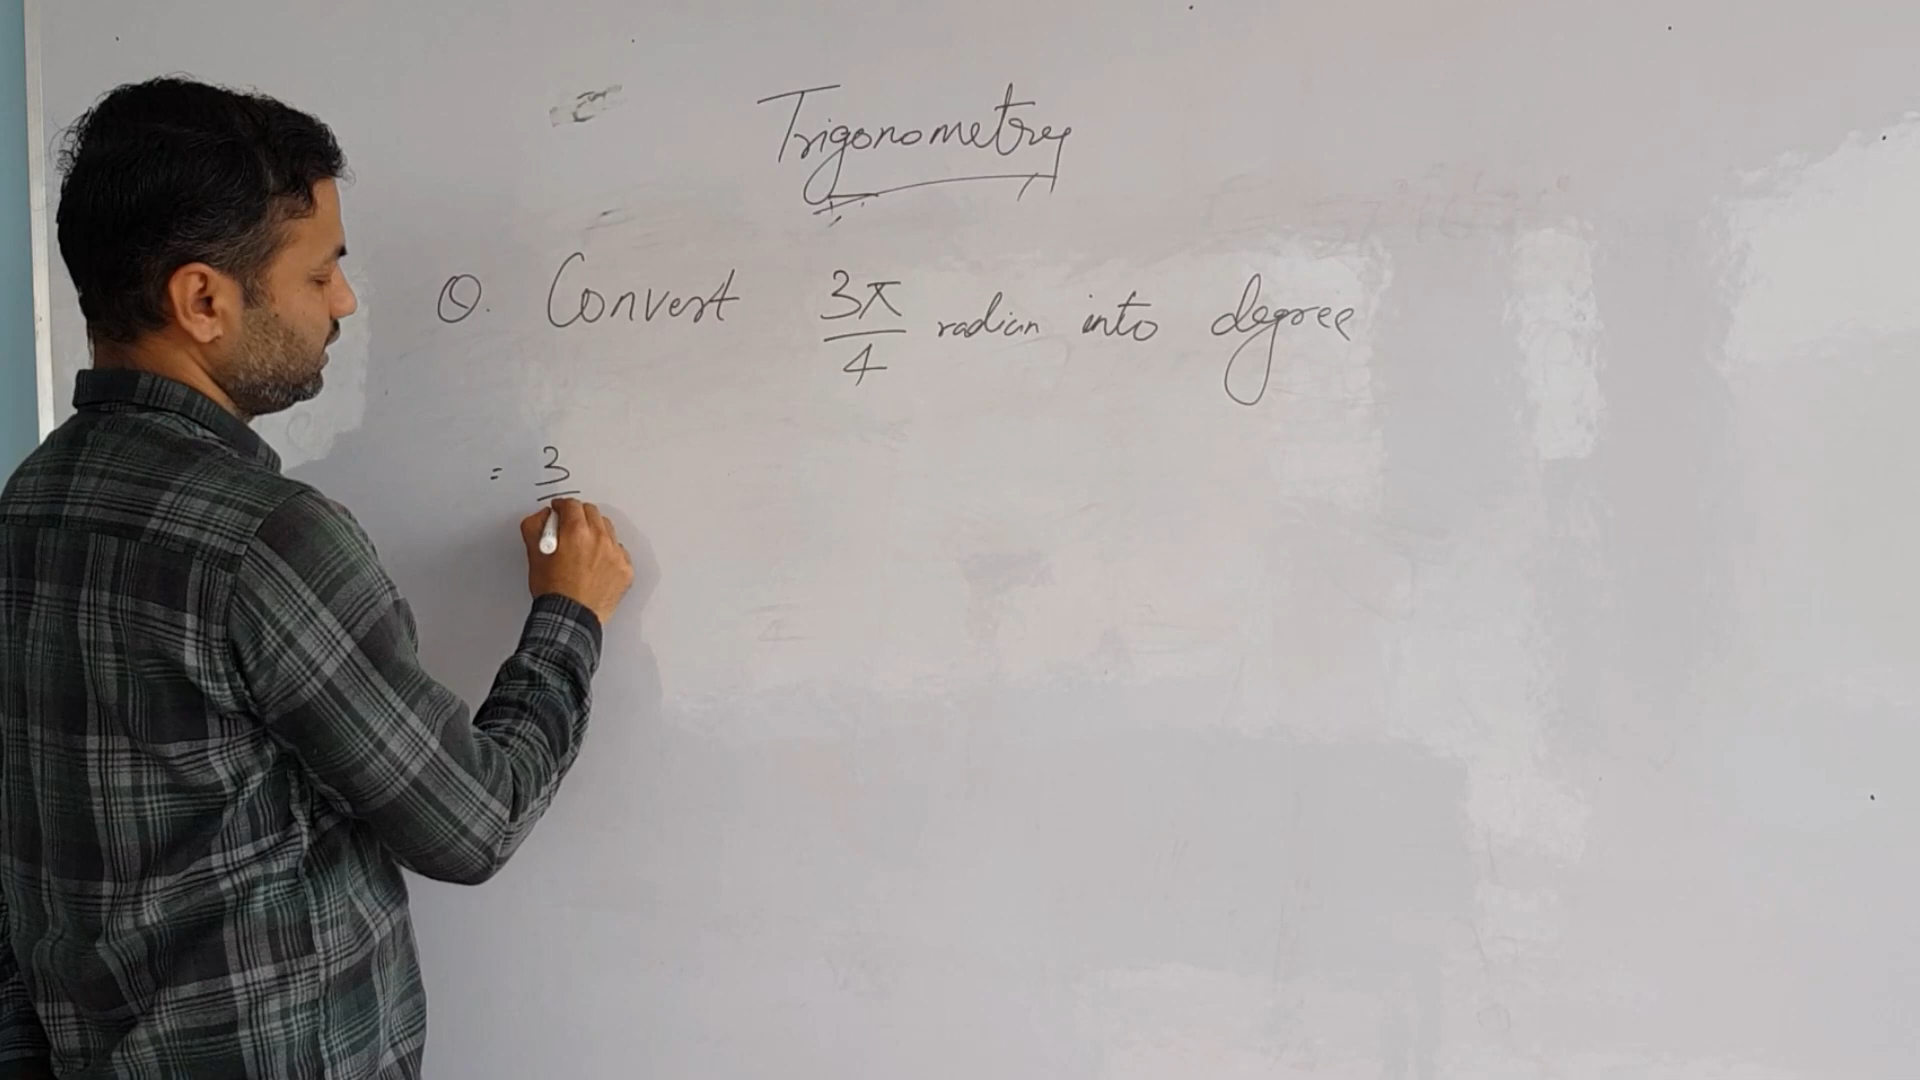 Trigonometry
Q. Convert 3π/4 radian into degree
= 3